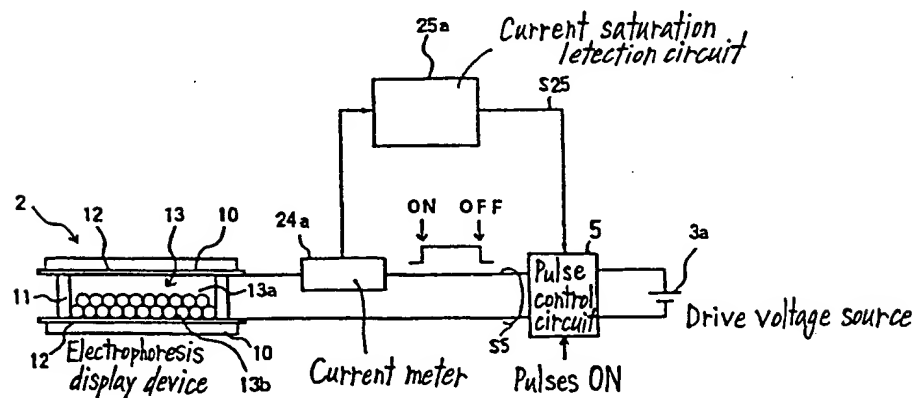 25a
Current saturation
letection circuit
S25
2
12
13
10
24a
ON OFF
5
3a
11
13a
Pulse
control
circuit
S5
Drive voltage source
12
10
Electrophoresis
display device
13b
Current meter
Pulses ON